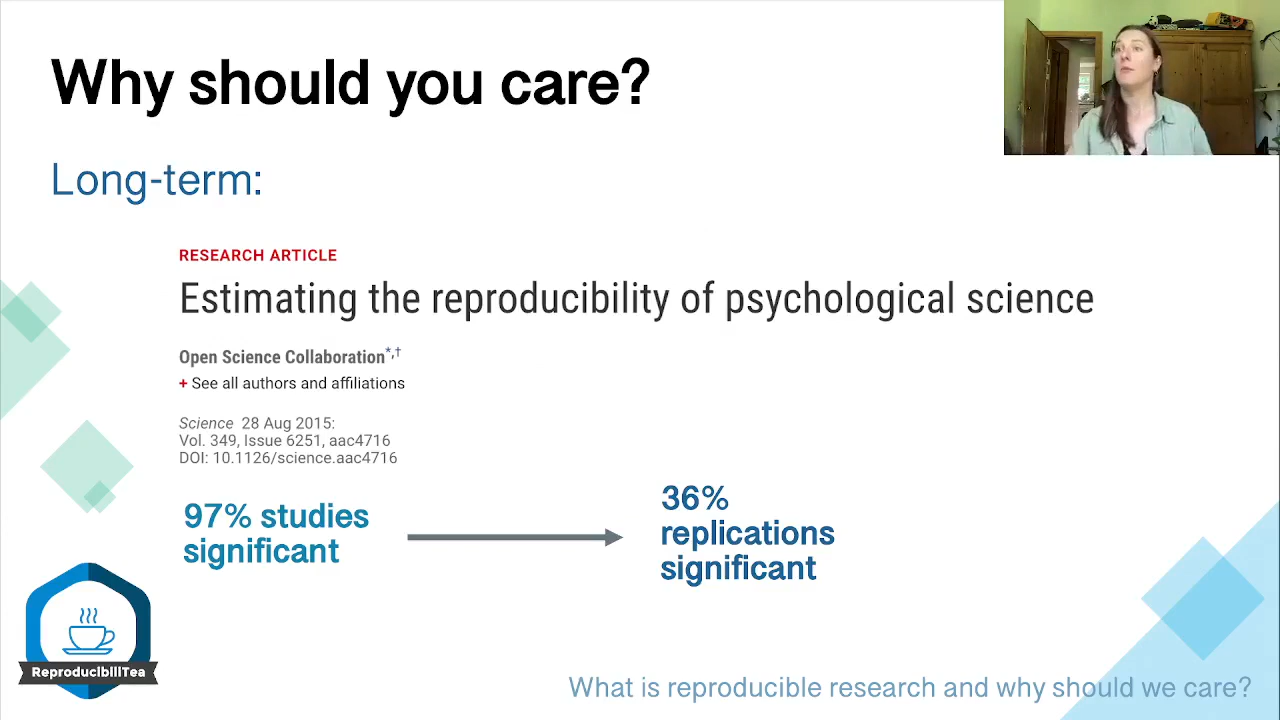 Why should you care?
Long-term:
RESEARCH ARTICLE
Estimating the reproducibility of psychological science
Open Science Collaboration*,†
+ See all authors and affiliations
Science 28 Aug 2015:
Vol. 349, Issue 6251, aac4716
DOI: 10.1126/science.aac4716
97% studies
significant
36%
replications
significant
ReproducibiliTea
What is reproducible research and why should we care?